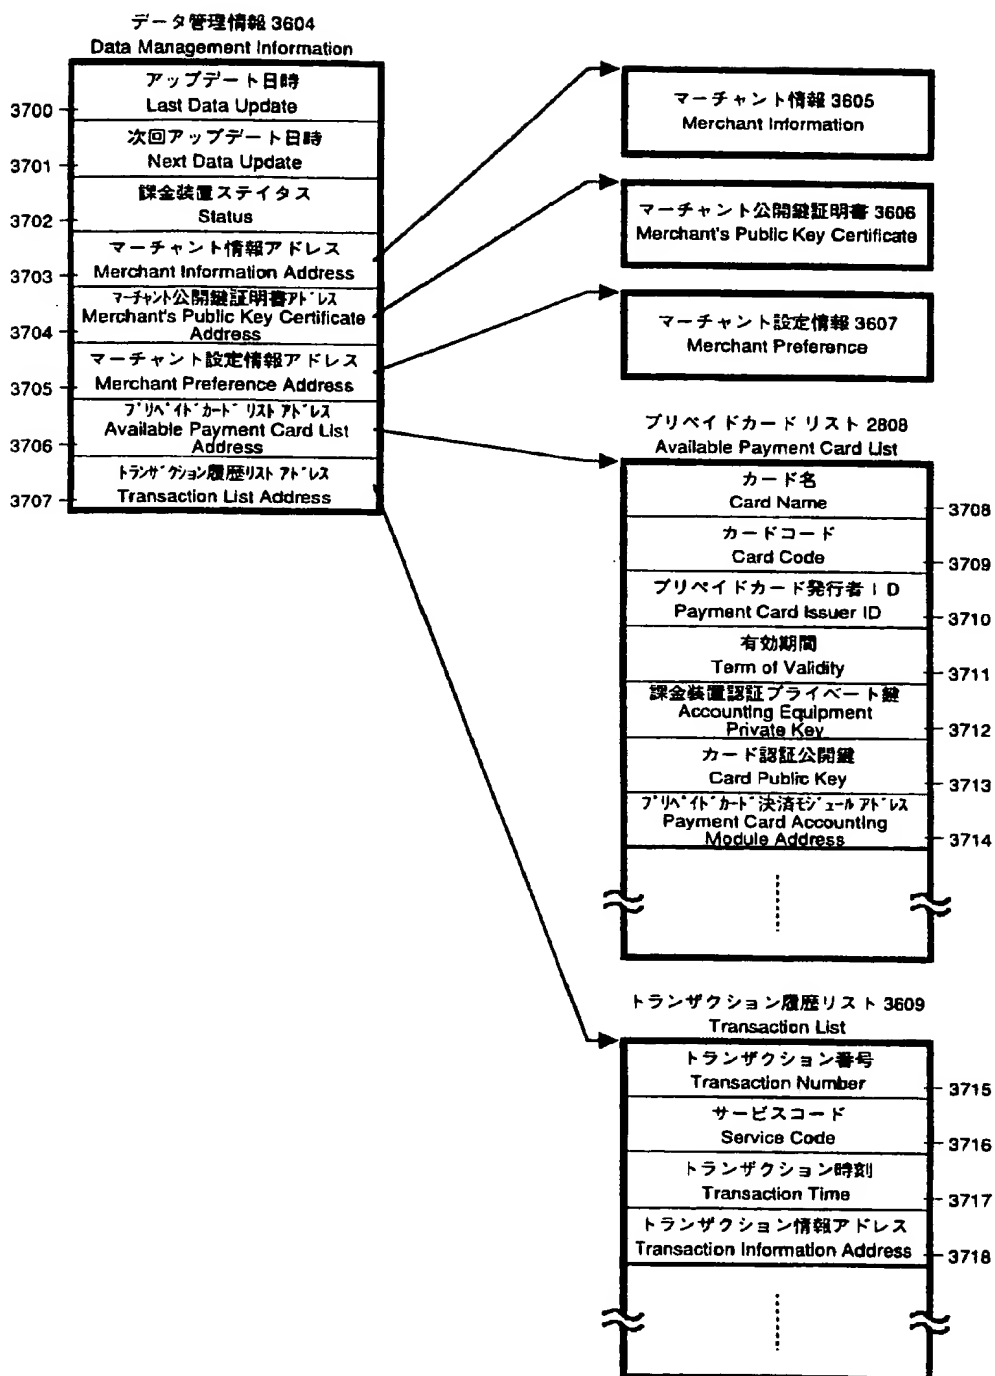 データ管理情報 3604
Data Management Information
アップデート日時
Last Data Update
3700
次回アップデート日時
Next Data Update
3701
課金装置ステイタス
Status
3702
マーチャント情報アドレス
Merchant Information Address
3703
マーチャント公開鍵証明書アドレス
Merchant's Public Key Certificate
Address
3704
マーチャント設定情報アドレス
Merchant Preference Address
3705
プリペイドカード リスト アドレス
Available Payment Card List
Address
3706
トランザクション履歴リスト アドレス
Transaction List Address
3707
マーチャント情報 3605
Merchant Information
マーチャント公開鍵証明書 3606
Merchant's Public Key Certificate
マーチャント設定情報 3607
Merchant Preference
プリペイドカード リスト 2808
Available Payment Card List
カード名
Card Name
3708
カードコード
Card Code
3709
プリペイドカード発行者ID
Payment Card Issuer ID
3710
有効期間
Term of Validity
3711
課金装置認証プライベート鍵
Accounting Equipment
Private Key
3712
カード認証公開鍵
Card Public Key
3713
プリペイドカード決済モジュール アドレス
Payment Card Accounting
Module Address
3714
トランザクション履歴リスト 3609
Transaction List
トランザクション番号
Transaction Number
3715
サービスコード
Service Code
3716
トランザクション時刻
Transaction Time
3717
トランザクション情報アドレス
Transaction Information Address
3718